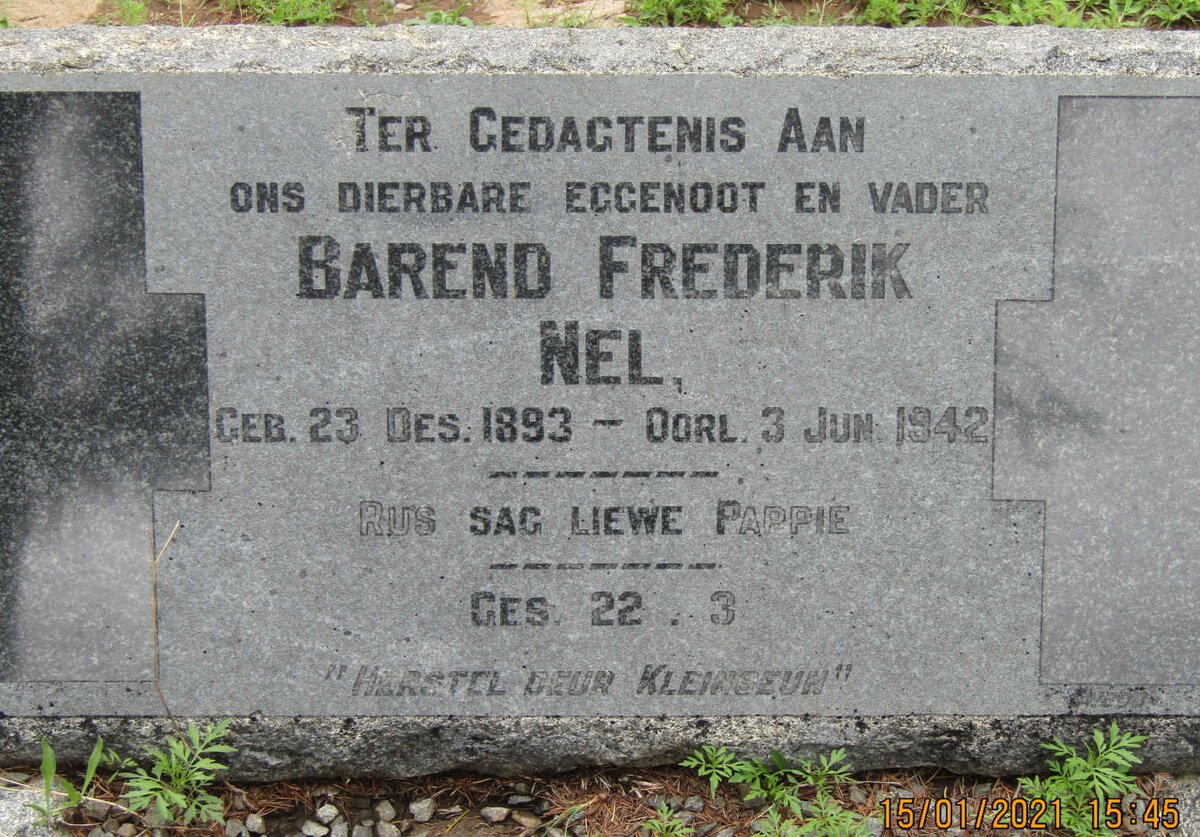 TER GEDAGTENIS AAN
ONS DIERBARE EGGENOOT EN VADER
BAREND FREDERIK
NEL.
GEB. 23 DES. 1893 – OORL. 3 JUN. 1942
RUS SAG LIEWE PAPPIE
GES. 22 . 3
"HERSTEL DEUR KLEINSEUN"
15/01/2021 15:45